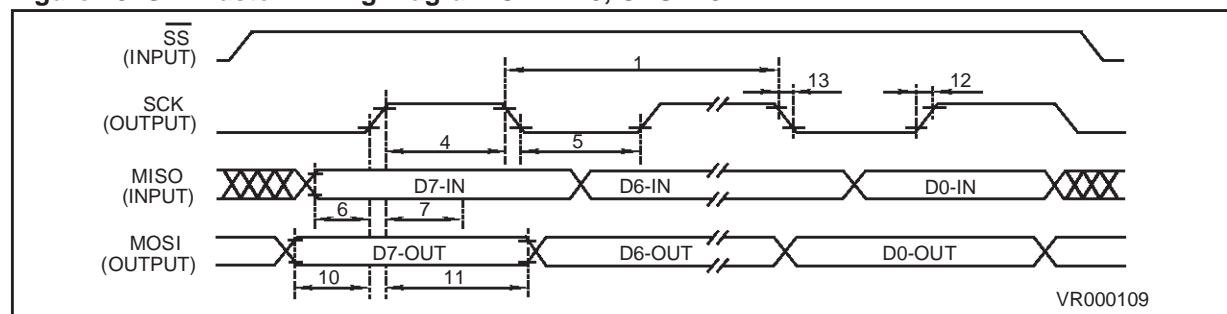 SS
(INPUT)
1
13
12
SCK
(OUTPUT)
4
5
MISO
(INPUT)
D7-IN
D6-IN
D0-IN
6
7
MOSI
(OUTPUT)
D7-OUT
D6-OUT
D0-OUT
10
11
VR000109